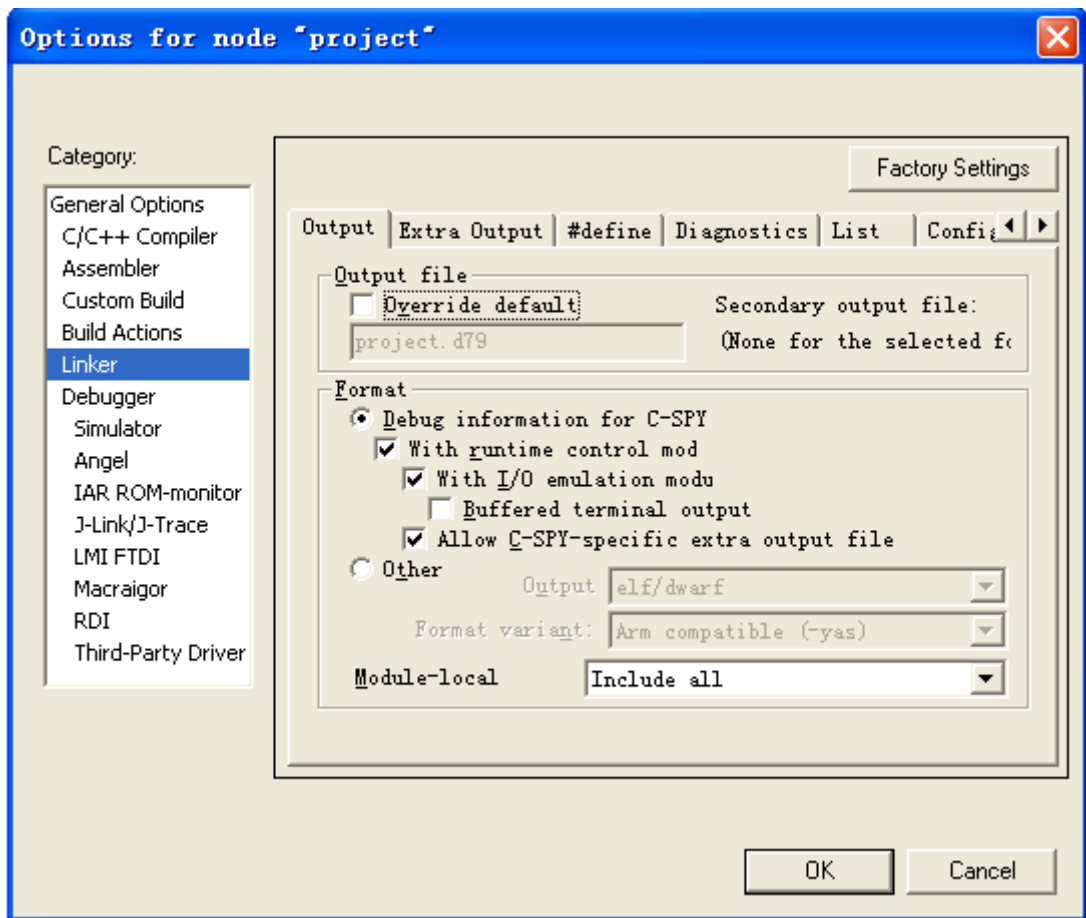 Options for node "project"
Category:
General Options
C/C++ Compiler
Assembler
Custom Build
Build Actions
Linker
Debugger
Simulator
Angel
IAR ROM-monitor
J-Link/J-Trace
LMI FTDI
Macraigor
RDI
Third-Party Driver
Factory Settings
Output Extra Output #define Diagnostics List Config
Output file
Override default
Secondary output file:
project.d79
(None for the selected fo
Format
Debug information for C-SPY
With runtime control mod
With I/O emulation modu
Buffered terminal output
Allow C-SPY-specific extra output file
Other
Output elf/dwarf
Format variant: Arm compatible (-yas)
Module-local Include all
OK Cancel